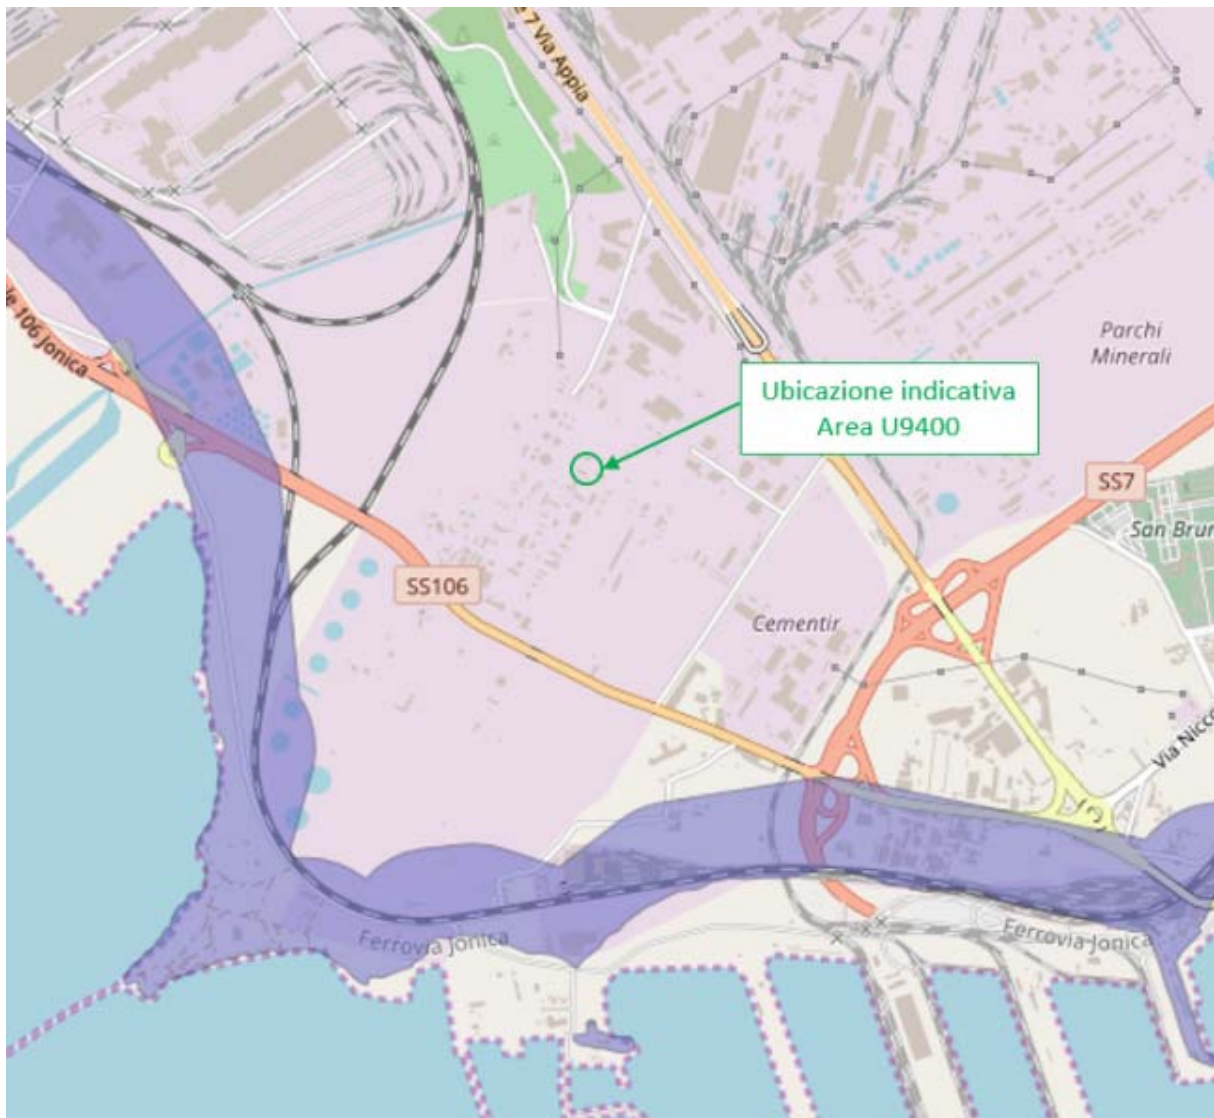 e 7 Via Appia
Parchi
Minerali
le 106 Jonica
Ubicazione indicativa
Area U9400
SS7
San Brun
SS106
Cementir
Via Nicco
Ferrovia Jonica
Ferrovia Jonica